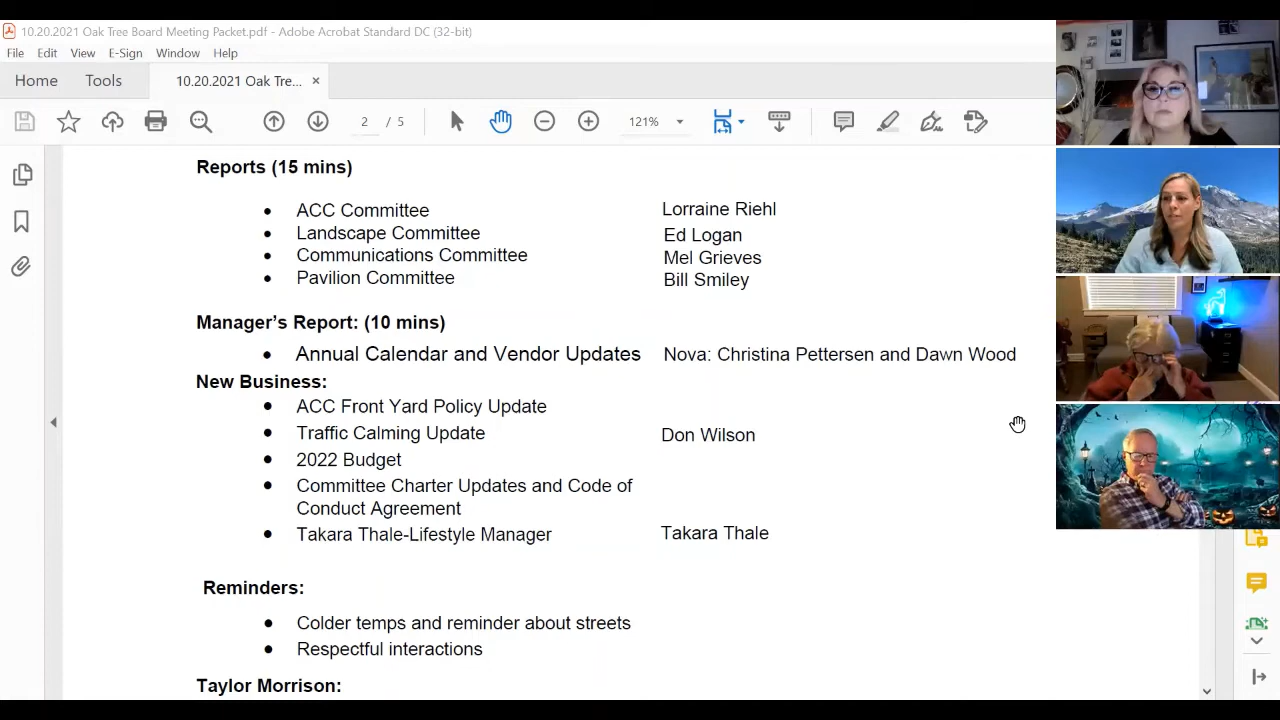 10.20.2021 Oak Tree Board Meeting Packet.pdf - Adobe Acrobat Standard DC (32-bit)
File Edit View E-Sign Window Help
Home Tools 10.20.2021 Oak Tre... ×
2 / 5 121%
Reports (15 mins)
• ACC Committee Lorraine Riehl
• Landscape Committee Ed Logan
• Communications Committee Mel Grieves
• Pavilion Committee Bill Smiley
Manager's Report: (10 mins)
• Annual Calendar and Vendor Updates Nova: Christina Pettersen and Dawn Wood
New Business:
• ACC Front Yard Policy Update
• Traffic Calming Update Don Wilson
• 2022 Budget
• Committee Charter Updates and Code of
Conduct Agreement
• Takara Thale-Lifestyle Manager Takara Thale
Reminders:
• Colder temps and reminder about streets
• Respectful interactions
Taylor Morrison: